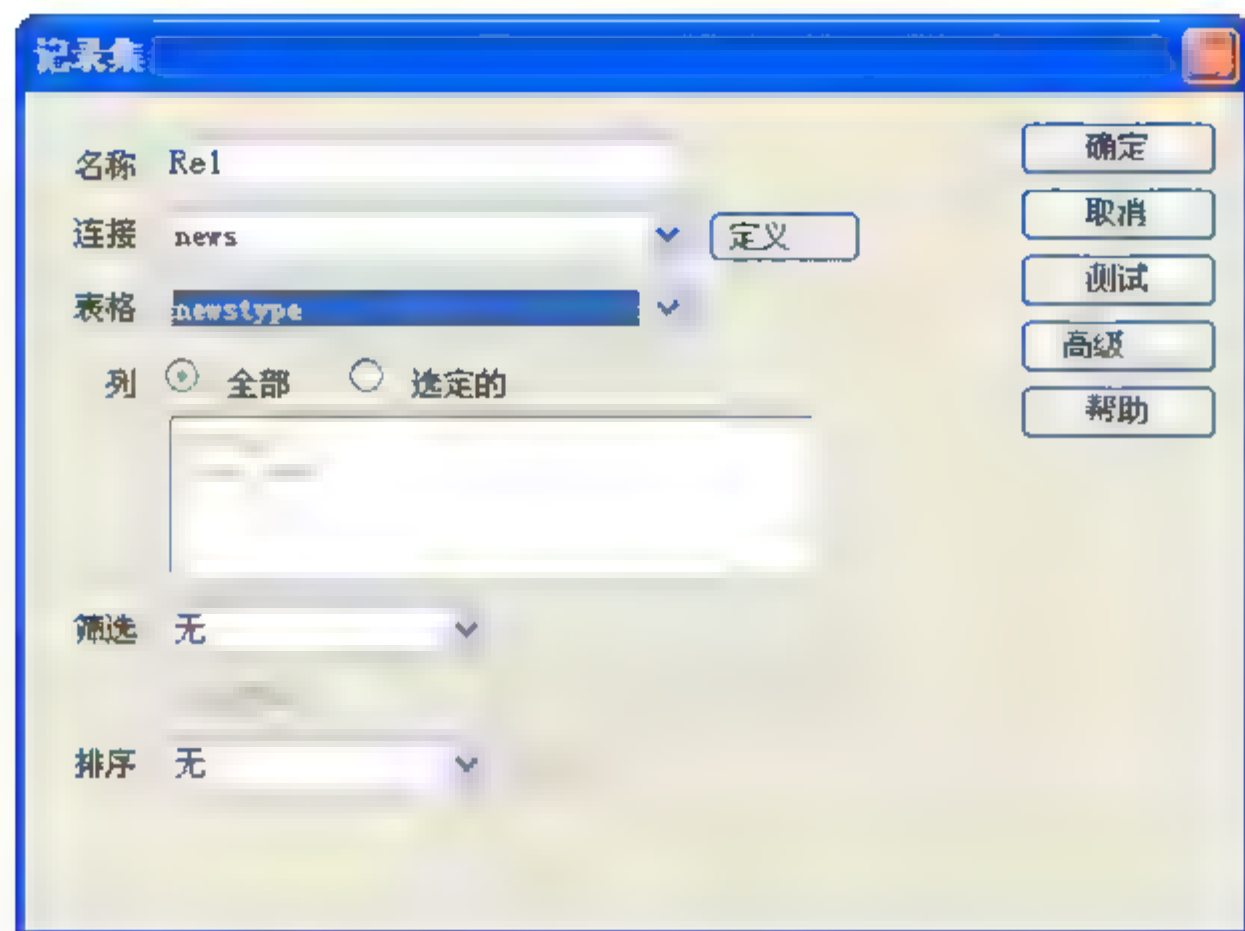 记录集
名称 Re1
连接 news 定义
表格 newstype
列 全部 选定的
筛选 无
排序 无
确定
取消
测试
高级
帮助